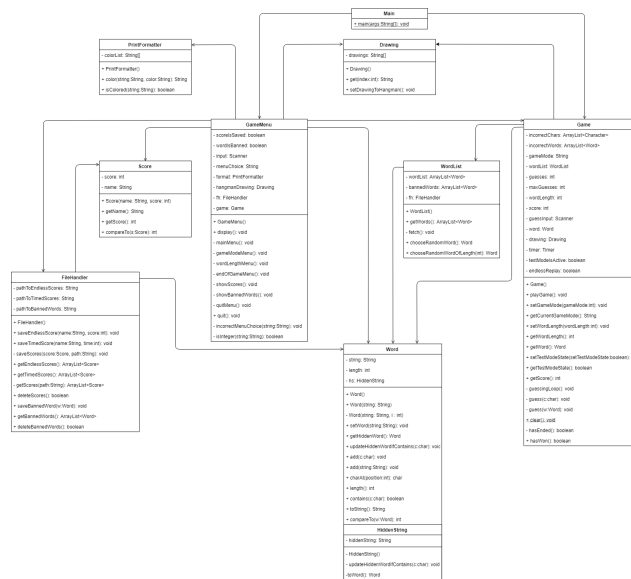 Main
+ main(args:String[]): void
PrintFormatter
- colorList: String[]
+ PrintFormatter()
+ color(string:String, color:String): String
+ isColored(string:String): boolean
Drawing
- drawings: String[]
+ Drawing()
+ get(index:int): String
+ setDrawingToHangman(): void
GameMenu
- scoreIsSaved: boolean
- wordIsBanned: boolean
- input: Scanner
- menuChoice: String
- format: PrintFormatter
- hangmanDrawing: Drawing
- fh: FileHandler
- game: Game
+ GameMenu()
+ display(): void
- mainMenu(): void
- gameModeMenu(): void
- wordLengthMenu(): void
- endOfGameMenu(): void
- showScores(): void
- showBannedWords(): void
- quitMenu(): void
+ quit(): void
- incorrectMenuChoice(string:String): void
- isInteger(string:String): boolean
Game
- incorrectChars: ArrayList<Character>
- incorrectWords: ArrayList<Word>
- gameMode: String
- wordList: WordList
- guesses: int
- maxGuesses: int
- wordLength: int
- score: int
- guessInput: Scanner
- word: Word
- drawing: Drawing
- timer: Timer
- testModeIsActive: boolean
- endlessReplay: boolean
+ Game()
+ playGame(): void
+ setGameMode(gameMode:int): void
+ getCurrentGameMode(): String
+ setWordLength(wordLength:int): void
+ getWordLength(): int
+ getWord(): Word
+ setTestModeState(setTestModeState:boolean)
+ getTestModeState(): boolean
+ getScore(): int
- guessingLoop(): void
- guess(c:char): void
- guess(w:Word): void
+ clear(): void
- hasEnded(): boolean
- hasWon(): boolean
Score
- score: int
- name: String
+ Score(name: String, score: int)
+ getName(): String
+ getScore(): int
+ compareTo(s:Score): int
WordList
- wordList: ArrayList<Word>
- bannedWords: ArrayList<Word>
- fh: FileHandler
+ WordList()
+ getWords(): ArrayList<Word>
- fetch(): void
+ chooseRandomWord(): Word
+ chooseRandomWordOfLength(int): Word
FileHandler
- pathToEndlessScores: String
- pathToTimedScores: String
- pathToBannedWords: String
+ FileHandler()
+ saveEndlessScore(name:String, score:int): void
+ saveTimedScore(name:String, time:int): void
- saveScores(score:Score, path:String): void
+ getEndlessScores(): ArrayList<Score>
+ getTimedScores(): ArrayList<Score>
- getScores(path:String): ArrayList<Score>
+ deleteScores(): boolean
+ saveBannedWord(w:Word): void
+ getBannedWords(): ArrayList<Word>
+ deleteBannedWords(): boolean
Word
- string: String
- length: int
- hs: HiddenString
+ Word()
+ Word(string:String)
- Word(string:String, i : int)
+ setWord(string:String): void
+ getHiddenWord(): Word
+ updateHiddenWordIfContains(c:char): voic
+ add(c:char): void
+ add(string:String): void
+ charAt(position:int): char
+ length(): int
+ contains(c:char): boolean
+ toString(): String
+ compareTo(w:Word): int
HiddenString
- hiddenString: String
- HiddenString()
- updateHiddenWordIfContains(c:char): void
-toWord(): Word